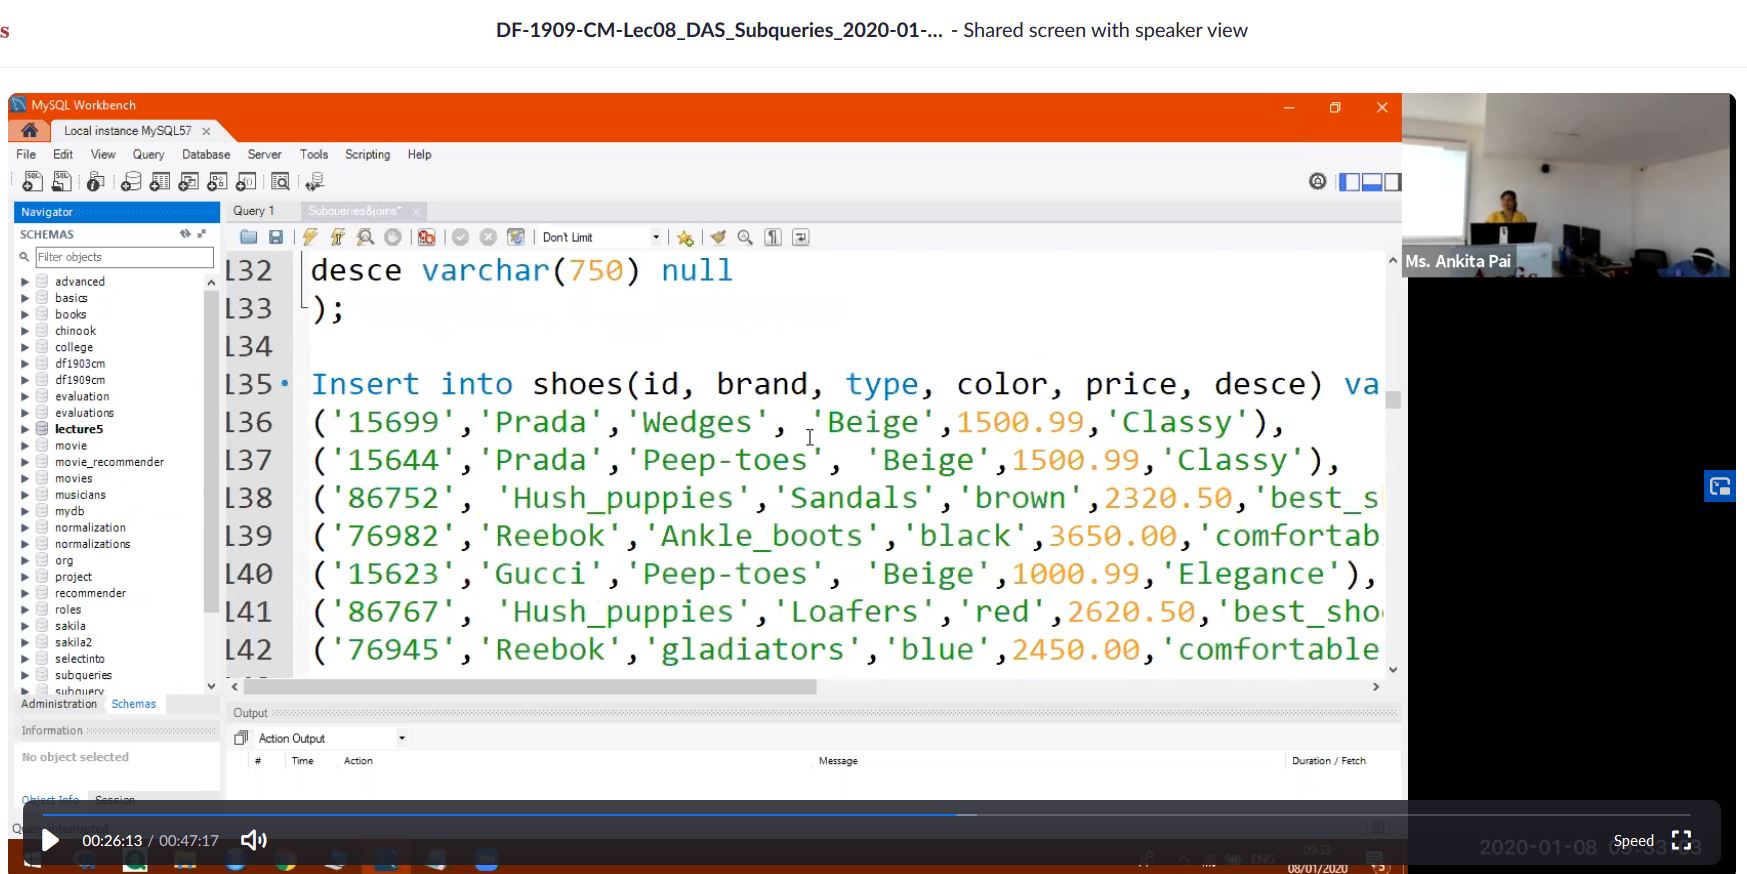 s
DF-1909-CM-Lec08_DAS_Subqueries_2020-01-... - Shared screen with speaker view
MySQL Workbench
Local instance MySQL57
File Edit View Query Database Server Tools Scripting Help
Navigator
SCHEMAS
Filter objects
advanced
basics
books
chinook
college
df1903cm
df1909cm
evaluation
evaluations
lecture5
movie
movie_recommender
movies
musicians
mydb
normalization
normalizations
org
project
recommender
roles
sakila
sakila2
selectinto
subqueries
subquery
Administration Schemas
Information
No object selected
Object Info Session
Query interrupted
Query 1 Subqueries&joins*
Don't Limit
132 desce varchar(750) null
133 );
134
135 Insert into shoes(id, brand, type, color, price, desce) va
136 ('15699','Prada','Wedges', 'Beige',1500.99,'Classy'),
137 ('15644','Prada','Peep-toes', 'Beige',1500.99,'Classy'),
138 ('86752', 'Hush_puppies','Sandals','brown',2320.50,'best_s
139 ('76982','Reebok','Ankle_boots','black',3650.00,'comfortab
140 ('15623','Gucci','Peep-toes', 'Beige',1000.99,'Elegance'),
141 ('86767', 'Hush_puppies','Loafers','red',2620.50,'best_sho
142 ('76945','Reebok','gladiators','blue',2450.00,'comfortable
Output
Action Output
# Time Action Message Duration / Fetch
Ms. Ankita Pai
00:26:13 / 00:47:17
Speed
ENG
09:33
08/01/2020
2020-01-08